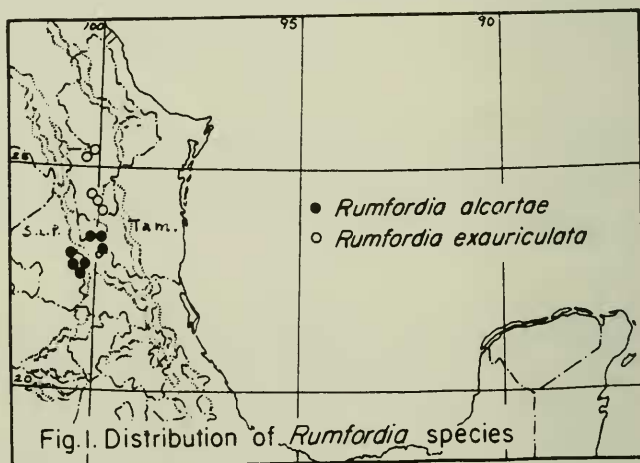 100 95 90
25
● Rumfordia alcortae
S.L.P. Tam.
○ Rumfordia exauriculata
20
Fig.1. Distribution of Rumfordia species